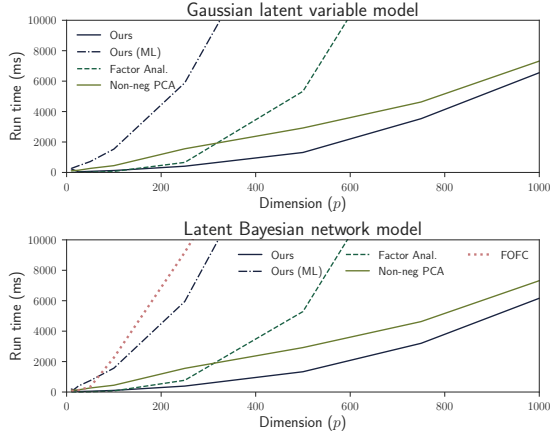 Gaussian latent variable model
10000
8000
6000
4000
2000
0
Run time (ms)
Ours
Ours (ML)
Factor Anal.
Non-neg PCA
0 200 400 600 800 1000
Dimension (p)
Latent Bayesian network model
10000
8000
6000
4000
2000
0
Run time (ms)
Ours
Ours (ML)
Factor Anal.
Non-neg PCA
FOFC
0 200 400 600 800 1000
Dimension (p)